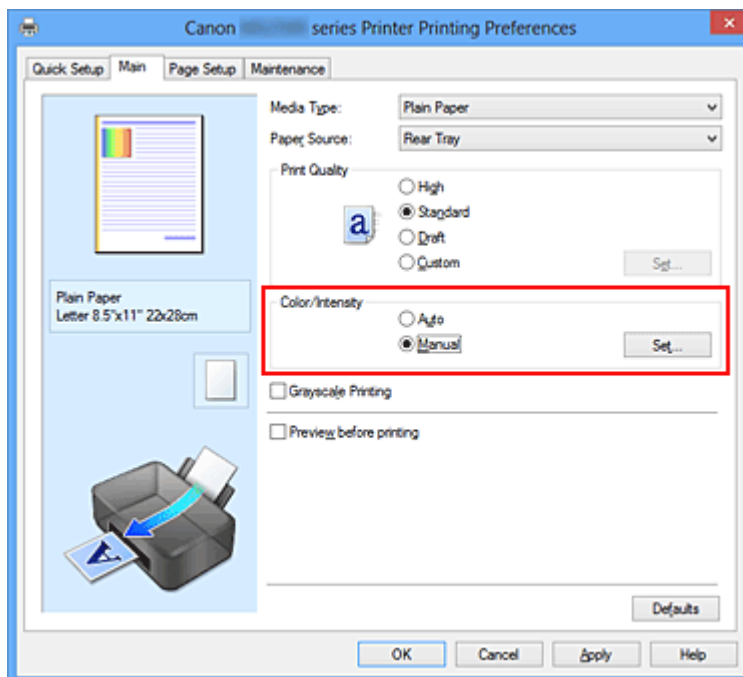 Canon series Printer Printing Preferences
Quick Setup Main Page Setup Maintenance
Media Type: Plain Paper
Paper Source: Rear Tray
Print Quality
High
Standard
Draft
Custom Set...
a
Plain Paper
Letter 8.5"x11" 22x28cm
Color/Intensity
Auto
Manual Set...
Grayscale Printing
Preview before printing
A
Defaults
OK Cancel Apply Help